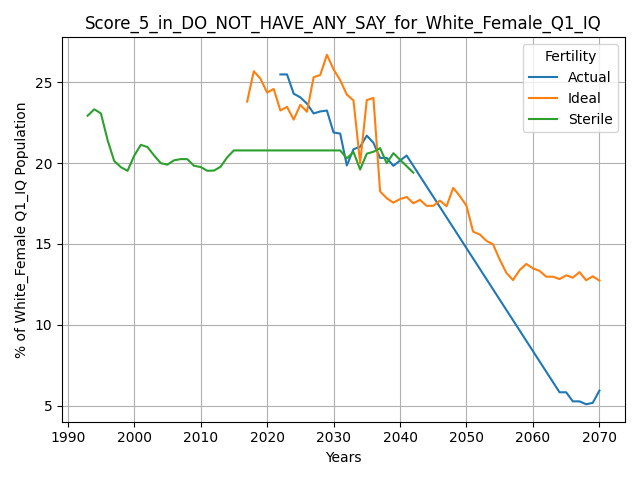 Score_5_in_DO_NOT_HAVE_ANY_SAY_for_White_Female_Q1_IQ
Fertility
Actual
Ideal
Sterile
% of White_Female Q1_IQ Population
25
20
15
10
5
1990 2000 2010 2020 2030 2040 2050 2060 2070
Years